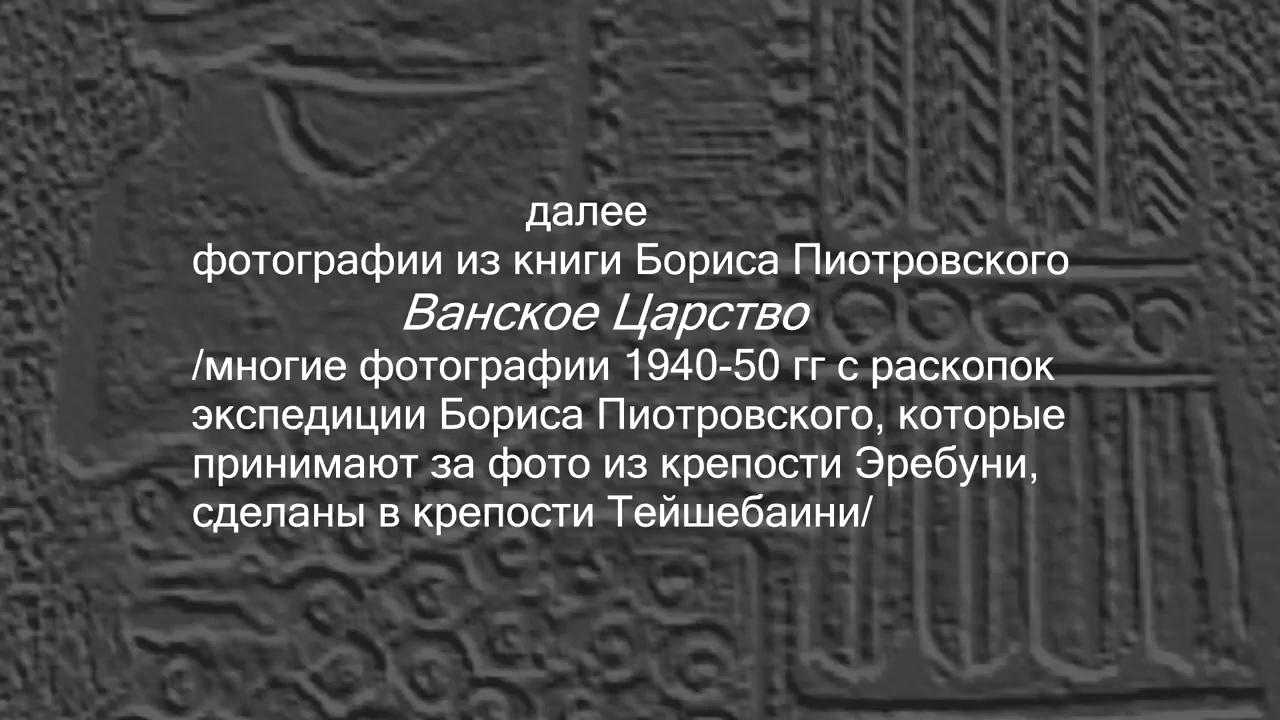 далее
фотографии из книги Бориса Пиотровского
Ванское Царство
/многие фотографии 1940-50 гг с раскопок
экспедиции Бориса Пиотровского, которые
принимают за фото из крепости Эребуни,
сделаны в крепости Тейшебаини/